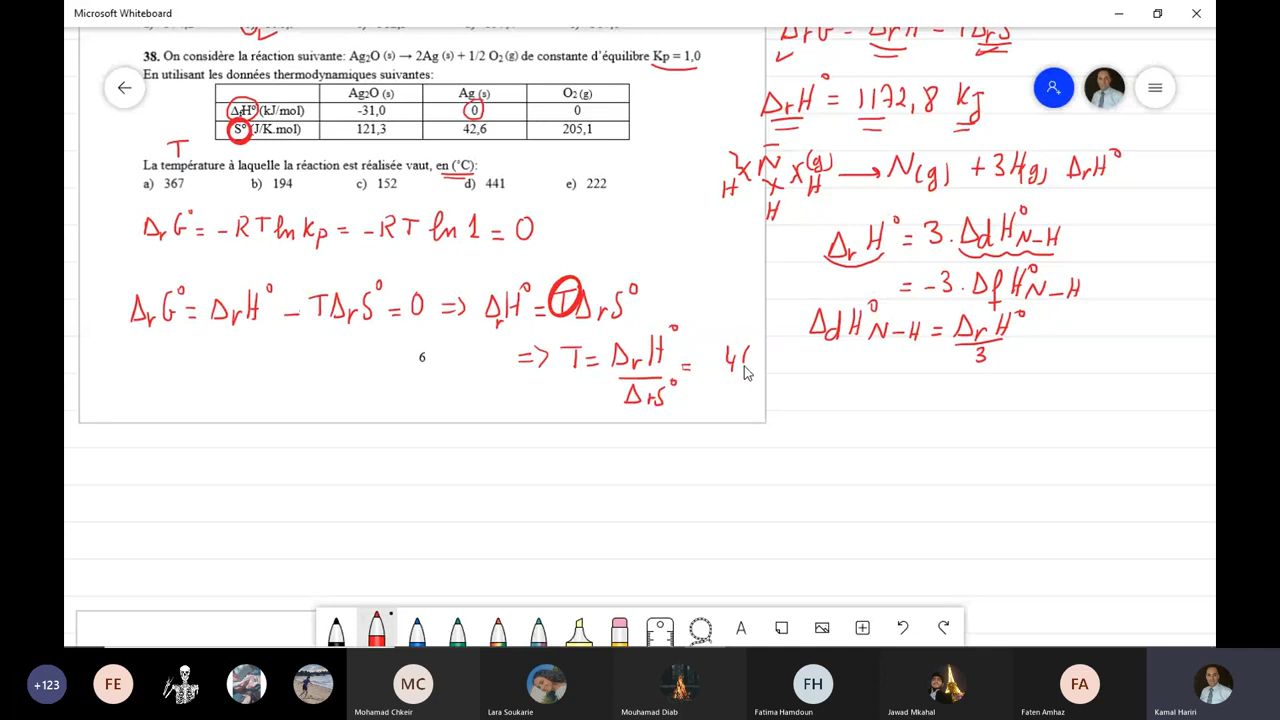 Microsoft Whiteboard
38. On considère la réaction suivante: Ag₂O (s) → 2Ag (s) + 1/2 O₂(g) de constante d'équilibre Kp = 1,0
En utilisant les données thermodynamiques suivantes:
Ag₂O (s) Ag (s) O₂ (g)
ΔfH° (kJ/mol) -31,0 0 0
S° (J/K.mol) 121,3 42,6 205,1
T
La température à laquelle la réaction est réalisée vaut, en (°C):
a) 367 b) 194 c) 152 d) 441 e) 222
ΔrG° = -RT ln Kp = -RT ln 1 = 0
ΔrG° = ΔrH° - TΔrS° = 0 => ΔrH° = TΔrS°
=> T = ΔrH°/ΔrS° =
6
ΔrH° = 1172,8 KJ
H N H (g) → N(g) + 3H(g) ΔrH°
H
ΔrH° = 3. ΔdH°N-H
= -3. ΔfH°N-H
ΔdH°N-H = ΔrH°/3
+123
FE
MC
Mohamad Chkeir
Lara Soukarie
Mouhamad Diab
FH
Fatima Hamdoun
Jawad Mkahal
FA
Faten Amhaz
Kamal Hariri